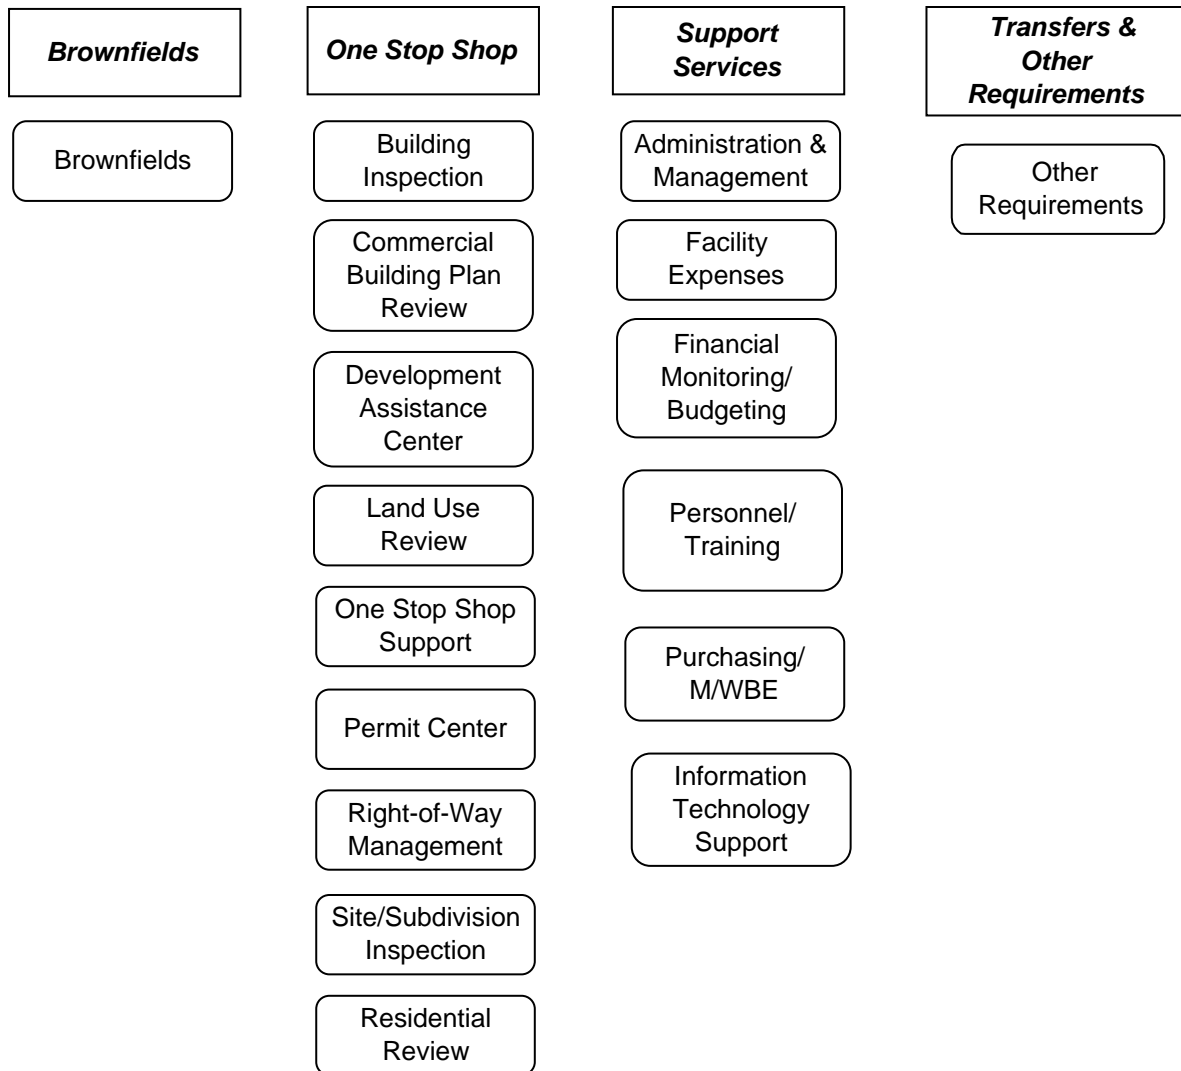 Brownfields
Brownfields
One Stop Shop
Building
Inspection
Commercial
Building Plan
Review
Development
Assistance
Center
Land Use
Review
One Stop Shop
Support
Permit Center
Right-of-Way
Management
Site/Subdivision
Inspection
Residential
Review
Support
Services
Administration &
Management
Facility
Expenses
Financial
Monitoring/
Budgeting
Personnel/
Training
Purchasing/
M/WBE
Information
Technology
Support
Transfers &
Other
Requirements
Other
Requirements